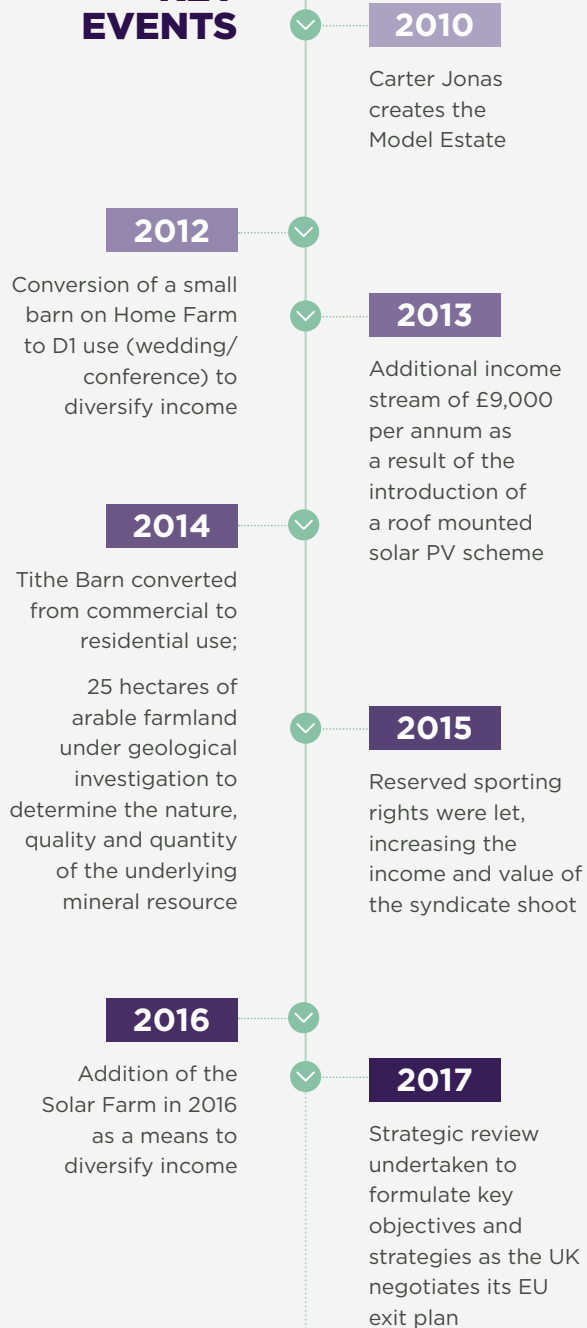 EVENTS
2010
Carter Jonas
creates the
Model Estate
2012
Conversion of a small
barn on Home Farm
to D1 use (wedding/
conference) to
diversify income
2013
Additional income
stream of £9,000
per annum as
a result of the
introduction of
a roof mounted
solar PV scheme
2014
Tithe Barn converted
from commercial to
residential use;
25 hectares of
arable farmland
under geological
investigation to
determine the nature,
quality and quantity
of the underlying
mineral resource
2015
Reserved sporting
rights were let,
increasing the
income and value of
the syndicate shoot
2016
Addition of the
Solar Farm in 2016
as a means to
diversify income
2017
Strategic review
undertaken to
formulate key
objectives and
strategies as the UK
negotiates its EU
exit plan